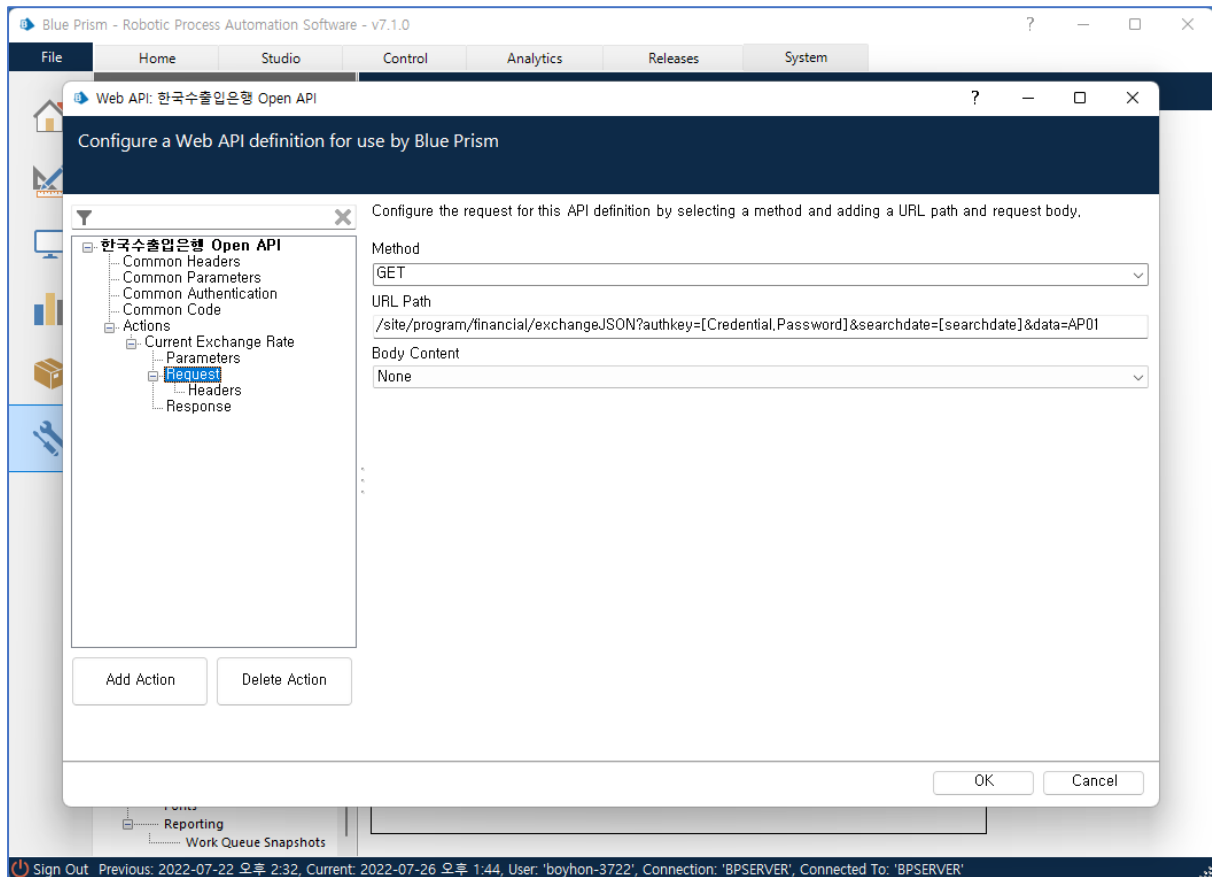 Blue Prism - Robotic Process Automation Software - v7.1.0
File Home Studio Control Analytics Releases System
Web API: 한국수출입은행 Open API
Configure a Web API definition for use by Blue Prism
Configure the request for this API definition by selecting a method and adding a URL path and request body.
한국수출입은행 Open API
Common Headers
Common Parameters
Common Authentication
Common Code
Actions
Current Exchange Rate
Parameters
Request
Headers
Response
Method
GET
URL Path
/site/program/financial/exchangeJSON?authkey=[Credential.Password]&searchdate=[searchdate]&data=AP01
Body Content
None
Add Action Delete Action
OK Cancel
Fonts
Reporting
Work Queue Snapshots
Sign Out Previous: 2022-07-22 오후 2:32, Current: 2022-07-26 오후 1:44, User: 'boyhon-3722', Connection: 'BPSERVER', Connected To: 'BPSERVER'